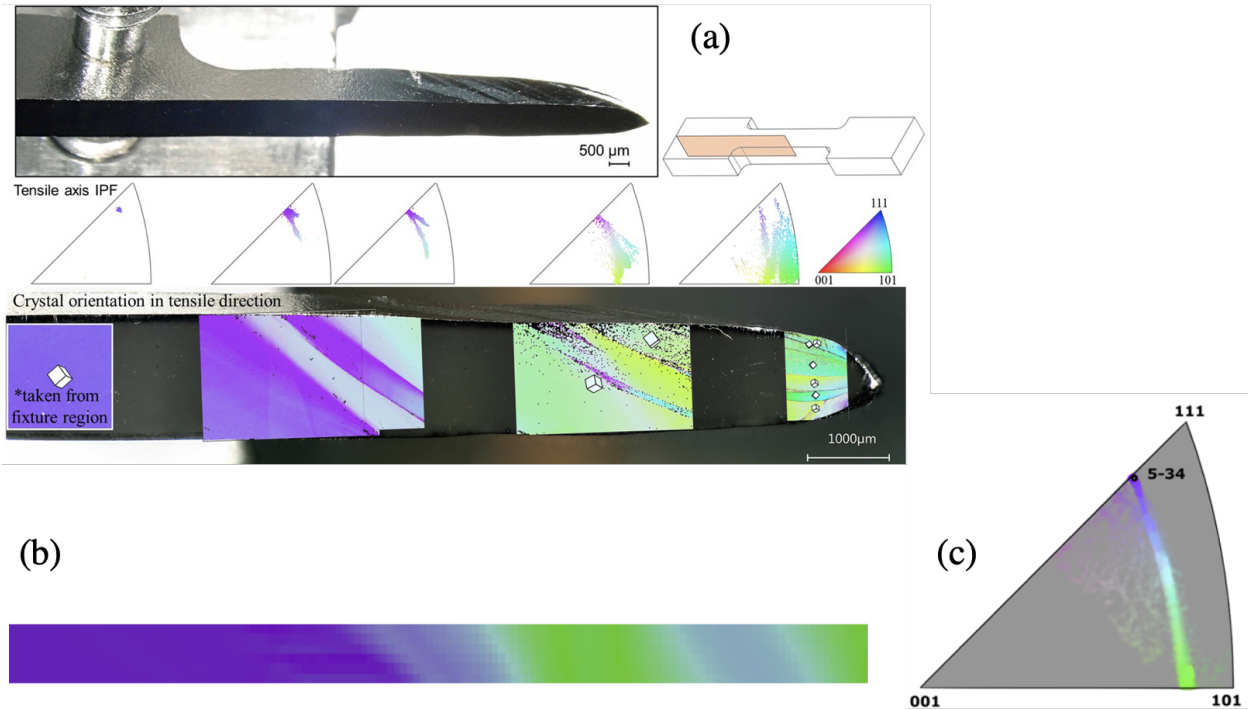 (a)
500 µm
Tensile axis IPF
111
001
101
Crystal orientation in tensile direction
*taken from
fixture region
1000µm
(b)
(c)
111
5-34
001
101